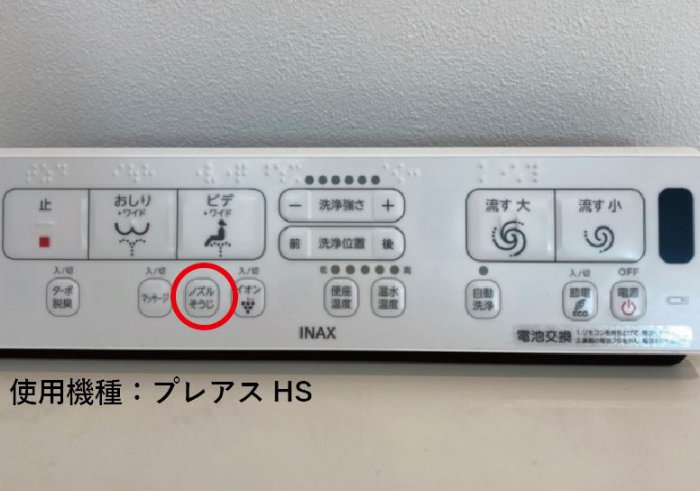 止
おしり
+ワイド
ビデ
+ワイド
− 洗浄強さ +
前 洗浄位置 後
流す 大
流す 小
低 高
入/切
ターボ
脱臭
入/切
マッサージ
ノズル
そうじ
入/切
イオン
便座
温度
温水
温度
自動
洗浄
入/切
節電
ECO
OFF
電源
INAX
電池交換
使用機種：プレアス HS